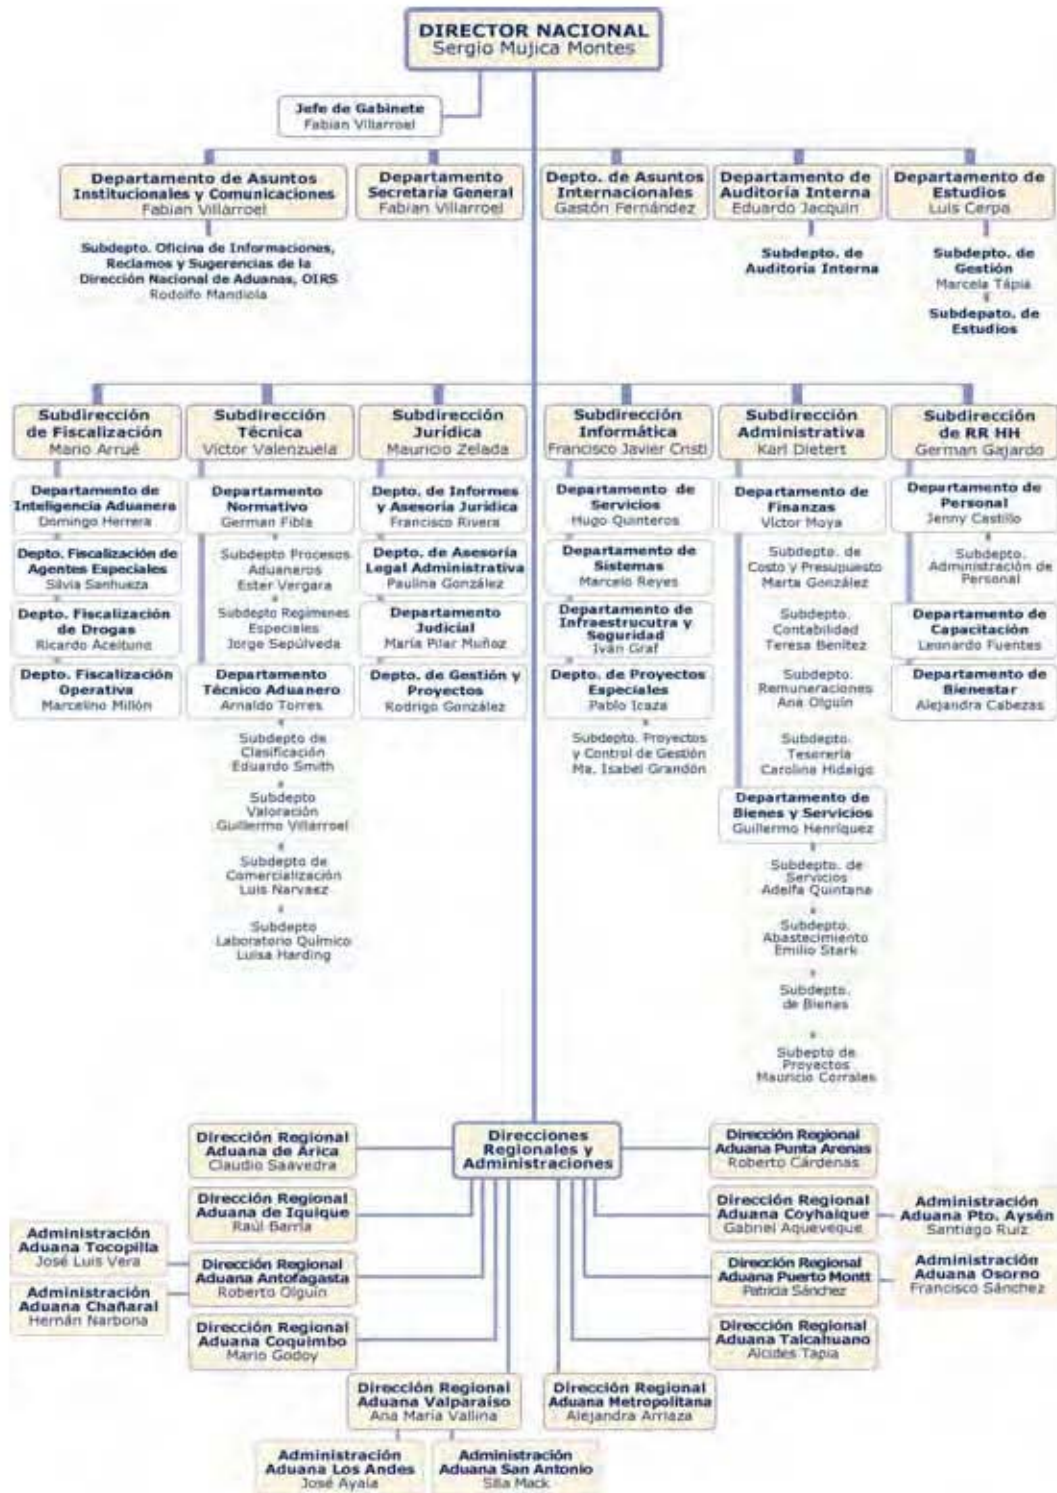 DIRECTOR NACIONAL
Sergio Mujica Montes
Jefe de Gabinete
Fabian Villarroel
Departamento de Asuntos
Institucionales y Comunicaciones
Fabian Villarroel
Departamento
Secretaría General
Fabian Villarroel
Depto. de Asuntos
Internacionales
Gastón Fernández
Departamento de
Auditoría Interna
Eduardo Jacquin
Departamento de
Estudios
Luis Cerpa
Subdepto. Oficina de Informaciones,
Reclamos y Sugerencias de la
Dirección Nacional de Aduanas, OIRS
Rodolfo Mandiola
Subdepto. de
Auditoría Interna
Subdepto. de
Gestión
Marcela Tápia
Subdepato. de
Estudios
Subdirección
de Fiscalización
Mario Arrué
Departamento de
Inteligencia Aduanera
Domingo Herrera
Depto. Fiscalización de
Agentes Especiales
Silvia Sanhueza
Depto. Fiscalización
de Drogas
Ricardo Aceituno
Depto. Fiscalización
Operativa
Marcelino Millón
Subdirección
Técnica
Víctor Valenzuela
Departamento
Normativo
German Fibla
Subdepto Procesos
Aduaneros
Ester Vergara
Subdepto Regímenes
Especiales
Jorge Sepúlveda
Departamento
Técnico Aduanero
Arnaldo Torres
Subdepto de
Clasificación
Eduardo Smith
Subdepto
Valoración
Guillermo Villarroel
Subdepto de
Comercialización
Luis Narvaez
Subdepto
Laboratorio Químico
Luisa Harding
Subdirección
Jurídica
Mauricio Zelada
Depto. de Informes
y Asesoría Jurídica
Francisco Rivera
Depto. de Asesoría
Legal Administrativa
Paulina González
Departamento
Judicial
María Pilar Muñoz
Depto. de Gestión y
Proyectos
Rodrigo González
Subdirección
Informática
Francisco Javier Cristi
Departamento de
Servicios
Hugo Quinteros
Departamento de
Sistemas
Marcelo Reyes
Departamento de
Infraestrucutra y
Seguridad
Iván Graf
Depto. de Proyectos
Especiales
Pablo Icaza
Subdepto. Proyectos
y Control de Gestión
Ma. Isabel Grandón
Subdirección
Administrativa
Karl Dietert
Departamento de
Finanzas
Victor Moya
Subdepto. de
Costo y Presupuesto
Marta González
Subdepto.
Contabilidad
Teresa Benítez
Subdepto.
Remuneraciones
Ana Olguín
Subdepto.
Tesorería
Carolina Hidalgo
Departamento de
Bienes y Servicios
Guillermo Henríquez
Subdepto. de
Servicios
Adelfa Quintana
Subdepto.
Abastecimiento
Emilio Stark
Subdepto.
de Bienes
Subepto de
Proyectos
Mauricio Corrales
Subdirección
de RR HH
German Gajardo
Departamento de
Personal
Jenny Castillo
Subdepto.
Administración de
Personal
Departamento de
Capacitación
Leonardo Fuentes
Departamento de
Bienestar
Alejandra Cabezas
Direcciones
Regionales y
Administraciones
Dirección Regional
Aduana de Arica
Claudio Saavedra
Dirección Regional
Aduana de Iquique
Raúl Barría
Administración
Aduana Tocopilla
José Luis Vera
Administración
Aduana Chañaral
Hernán Narbona
Dirección Regional
Aduana Antofagasta
Roberto Olguín
Dirección Regional
Aduana Coquimbo
Mario Godoy
Dirección Regional
Aduana Valparaíso
Ana María Vallina
Administración
Aduana Los Andes
José Ayala
Administración
Aduana San Antonio
Silla Mack
Dirección Regional
Aduana Metropolitana
Alejandra Arriaza
Dirección Regional
Aduana Punta Arenas
Roberto Cárdenas
Dirección Regional
Aduana Coyhaique
Gabriel Aqueveque
Administración
Aduana Pto. Aysén
Santiago Ruiz
Dirección Regional
Aduana Puerto Montt
Patricia Sánchez
Administración
Aduana Osorno
Francisco Sánchez
Dirección Regional
Aduana Talcahuano
Alcides Tapia